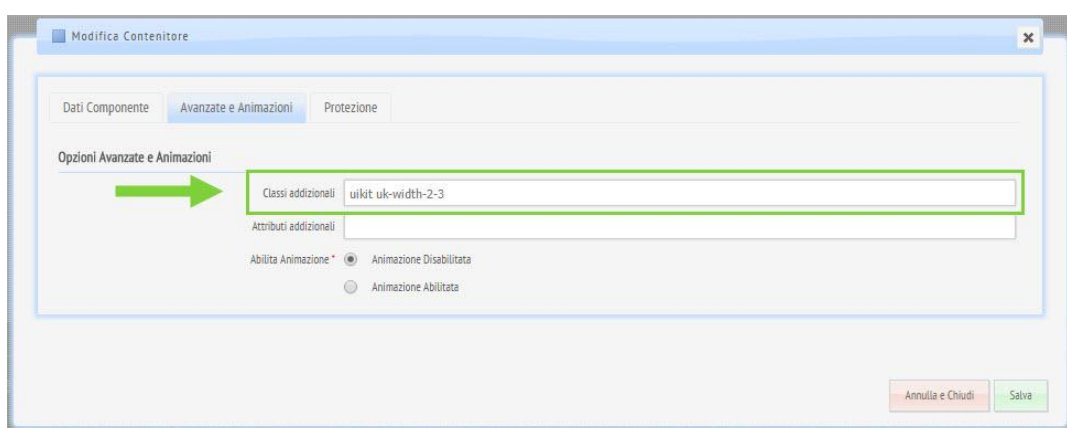 Modifica Contenitore
Dati Componente Avanzate e Animazioni Protezione
Opzioni Avanzate e Animazioni
Classi addizionali uikit uk-width-2-3
Attributi addizionali
Abilita Animazione * Animazione Disabilitata
Animazione Abilitata
Annulla e Chiudi Salva